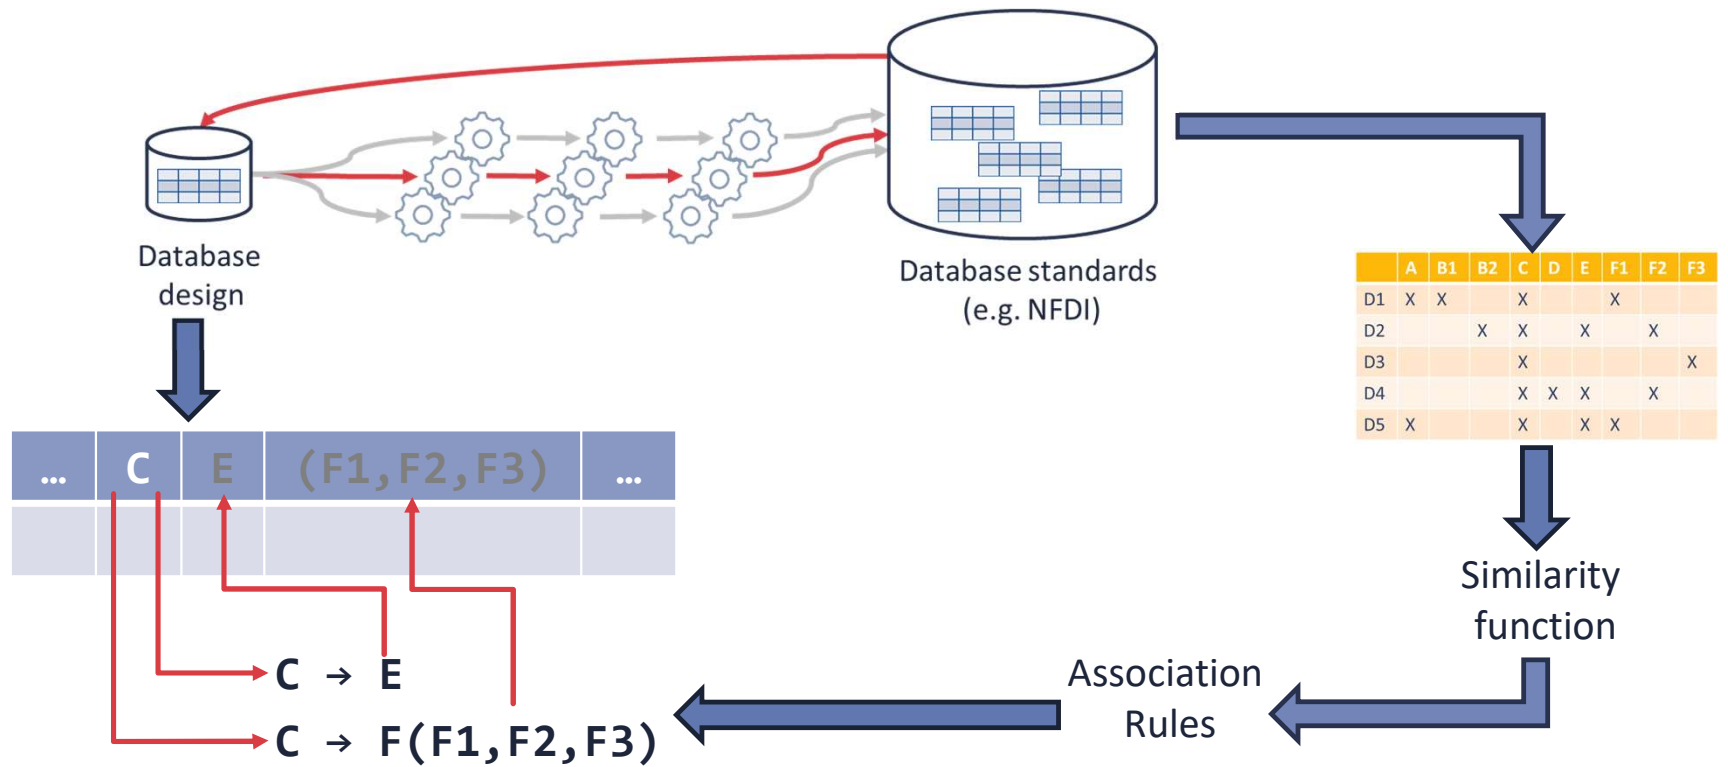 Database
design
Database standards
(e.g. NFDI)
A B1 B2 C D E F1 F2 F3
D1 X X X X
D2 X X X X
D3 X X
D4 X X X X
D5 X X X X
Similarity
function
Association
Rules
... C E (F1,F2,F3) ...
C → E
C → F(F1,F2,F3)